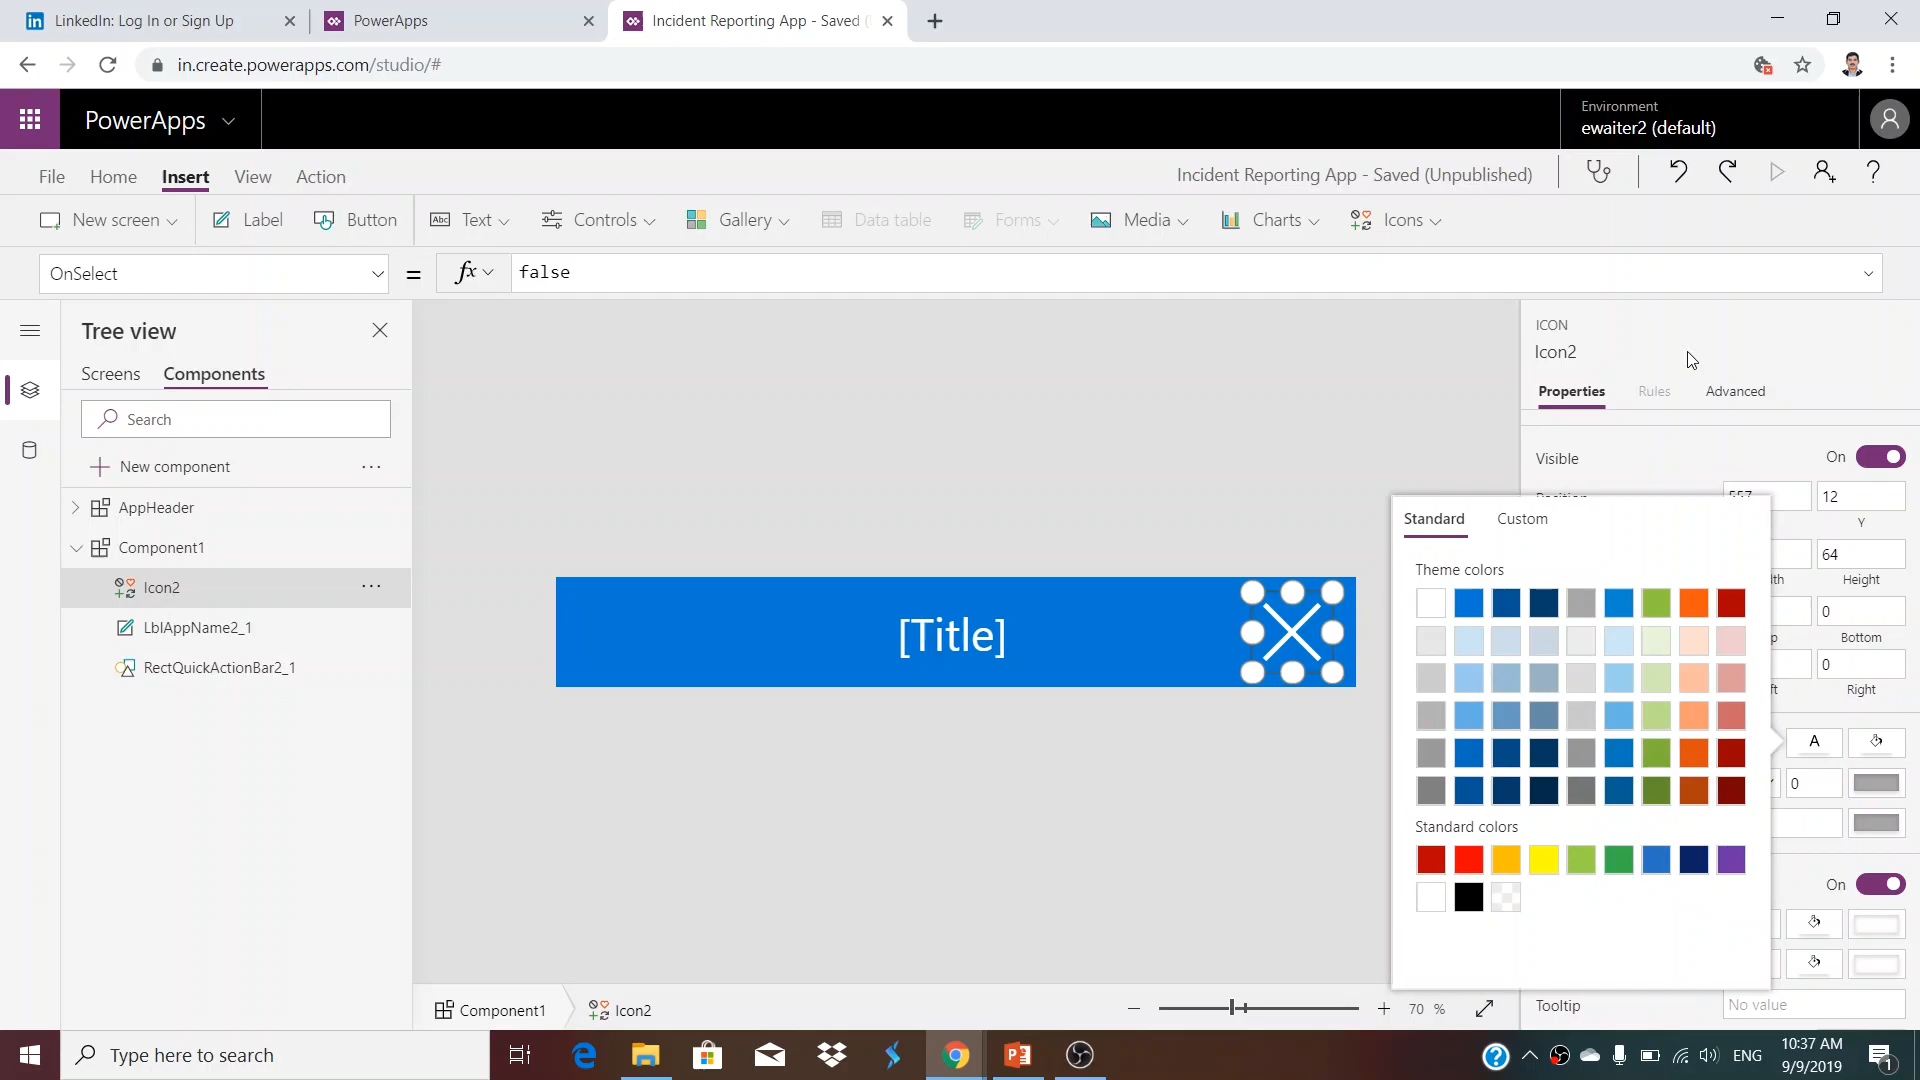 LinkedIn: Log In or Sign Up
PowerApps
Incident Reporting App - Saved (
in.create.powerapps.com/studio/#
PowerApps
Environment
ewaiter2 (default)
File Home Insert View Action
Incident Reporting App - Saved (Unpublished)
New screen Label Button Abc Text Controls Gallery Data table Forms Media Charts Icons
OnSelect = fx false
Tree view
Screens Components
Search
New component
AppHeader
Component1
Icon2
LblAppName2_1
RectQuickActionBar2_1
[Title]
ICON
Icon2
Properties Rules Advanced
Visible On
12
Y
64
Height
0
Bottom
0
Right
A
0
On
Tooltip No value
Standard Custom
Theme colors
Standard colors
Component1 Icon2
70 %
Type here to search
ENG
10:37 AM
9/9/2019
1